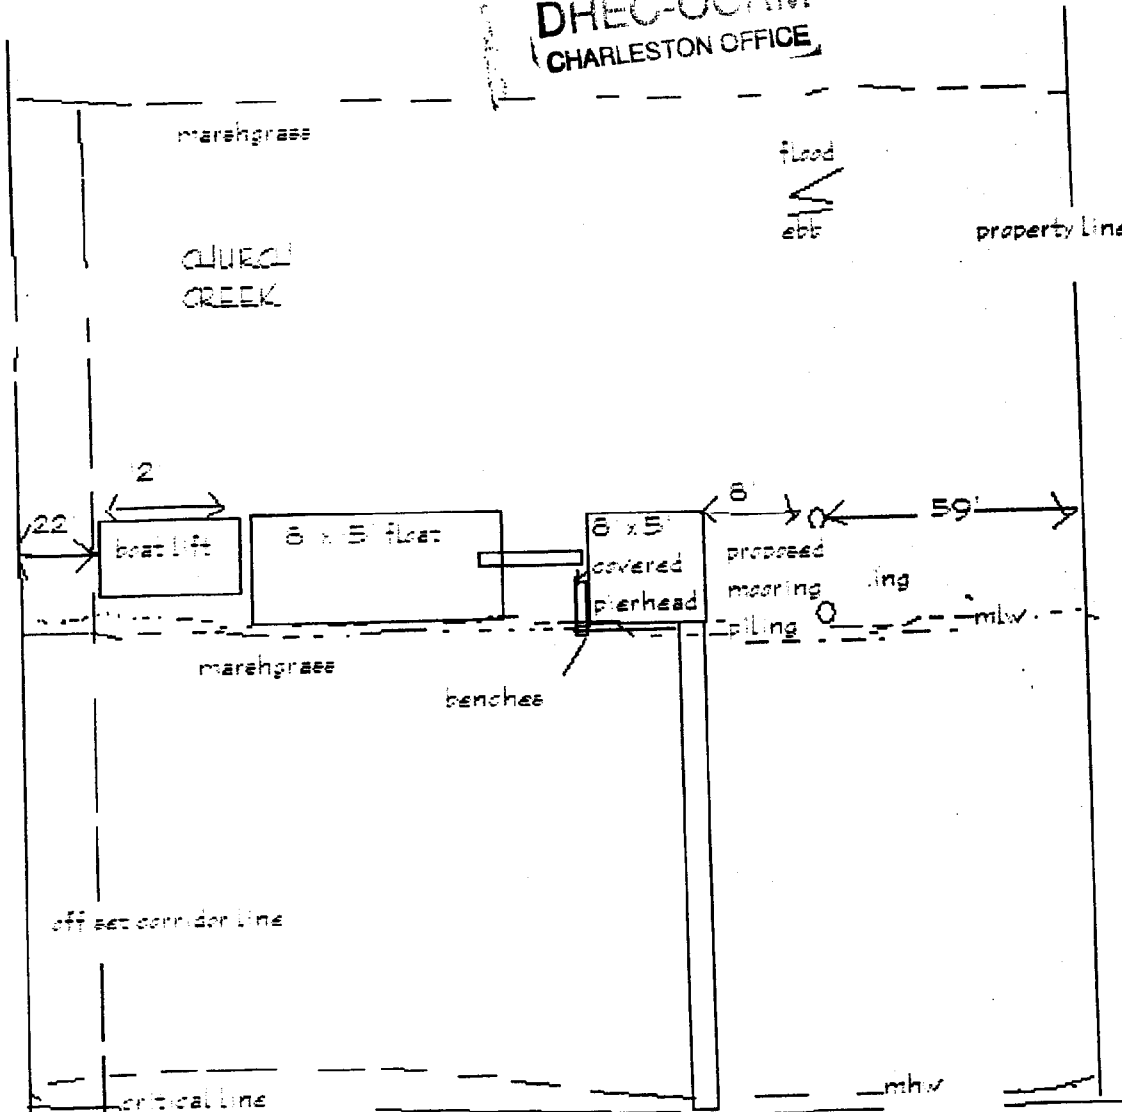 DHEC-OCRM
CHARLESTON OFFICE
marshgrass
flood
ebb
property line
CHURCH
CREEK
2'
22'
boat lift
8' x 5' float
8' x 5'
covered
pierhead
8'
59'
proposed
mooring
piling
mlw
marshgrass
benches
offset corridor line
critical line
mhw